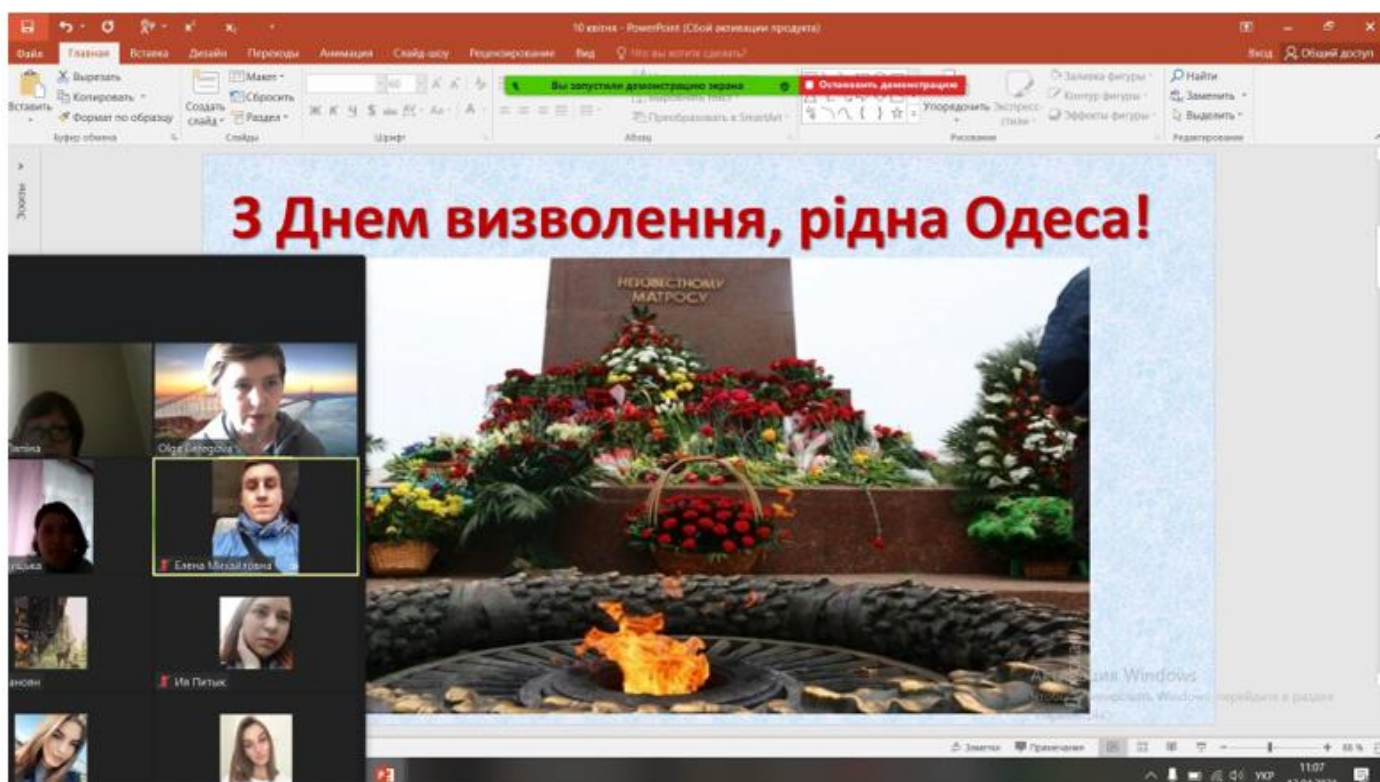 10 квітня - PowerPoint (Сбой активации продукта)
Файл Главная Вставка Дизайн Переходы Анимация Слайд-шоу Рецензирование Вид Что вы хотите сделать? Вход Общий доступ
Вы запустили демонстрацию экрана Остановить демонстрацию
Вставить Вырезать Копировать Формат по образцу
Создать слайд Макет Сбросить Раздел
Ж К Ч S
Преобразовать в SmartArt
Упорядочить Экспресс-стили
Заливка фигуры Контур фигуры Эффекты фигуры
Найти Заменить Выделить
Буфер обмена Слайды Шрифт Абзац Рисование Редактирование
Эскизы
З Днем визволення, рідна Одеса!
НЕИЗВЕСТНОМУ
МАТРОСУ
Olga Beregova
Елена Михайловна
Ия Питык
Windows
Заметки Примечания 88 %
УКР 11:07